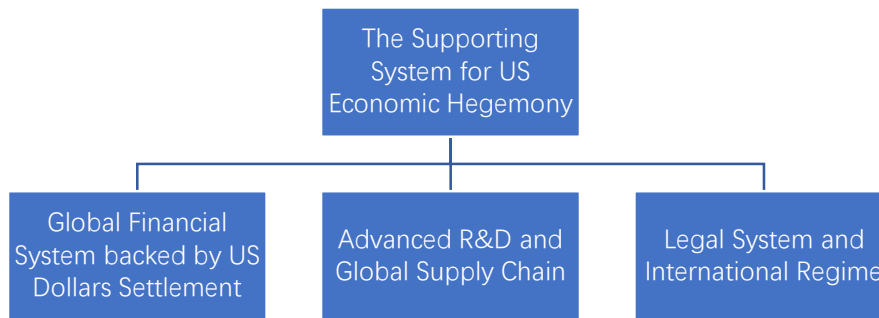 The Supporting
System for US
Economic Hegemony
Global Financial
System backed by US
Dollars Settlement
Advanced R&D and
Global Supply Chain
Legal System and
International Regime